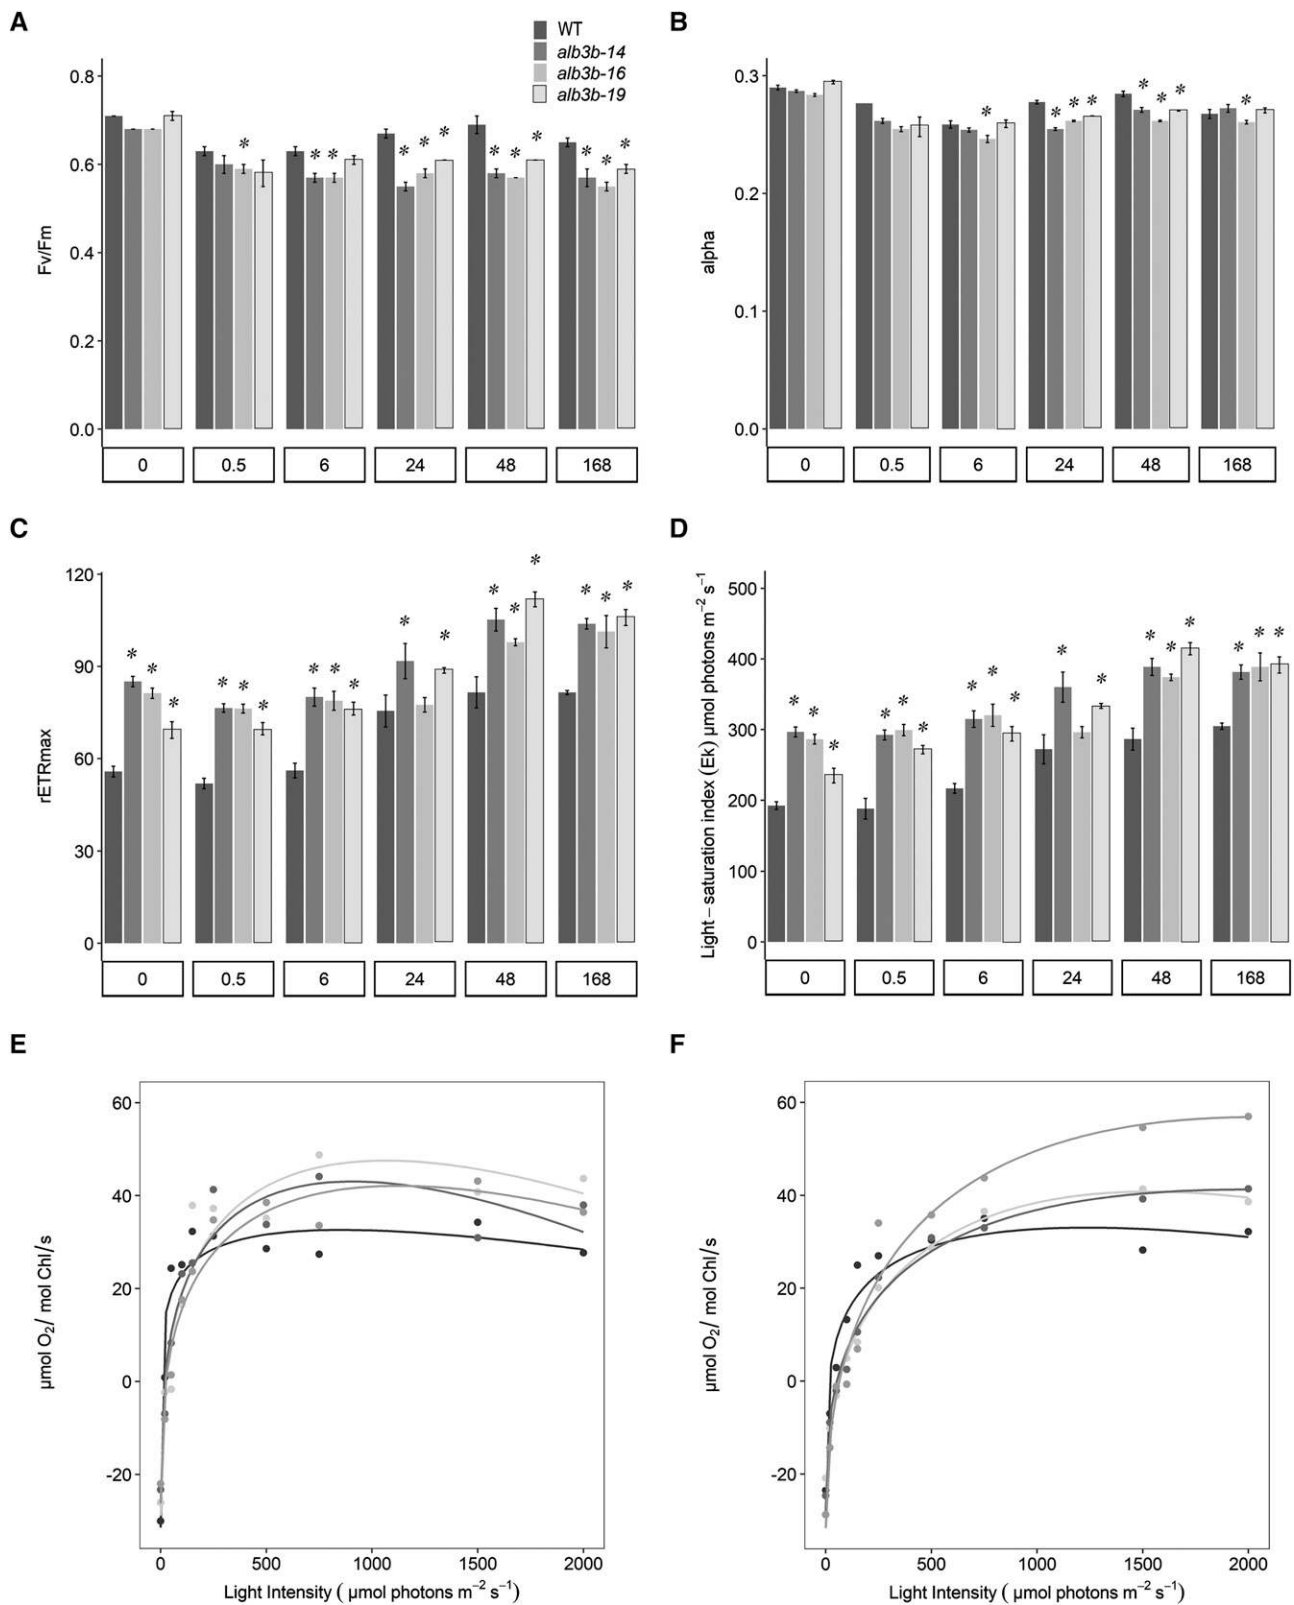 A
WT
alb3b-14
alb3b-16
alb3b-19
0.8
0.6
0.4
0.2
0.0
Fv/Fm
* * * * * * * * * * * *
0 0.5 6 24 48 168
B
0.3
0.2
0.1
0.0
alpha
* * * * * * * *
0 0.5 6 24 48 168
C
120
90
60
30
0
rETRmax
* * * * * * * * * * * * * * * * *
0 0.5 6 24 48 168
D
500
400
300
200
100
0
Light – saturation index (Ek) µmol photons m−2 s−1
* * * * * * * * * * * * * * * * *
0 0.5 6 24 48 168
E
60
40
20
0
-20
µmol O2/ mol Chl/s
0 500 1000 1500 2000
Light Intensity ( µmol photons m−2 s−1)
F
60
40
20
0
-20
µmol O2/ mol Chl/s
0 500 1000 1500 2000
Light Intensity ( µmol photons m−2 s−1)